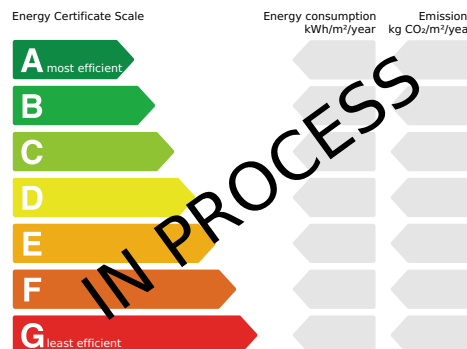 Energy Certificate Scale
Energy consumption
kWh/m²/year
Emission
kg CO₂/m²/year
A most efficient
B
C
D
E
F
G least efficient
IN PROCESS